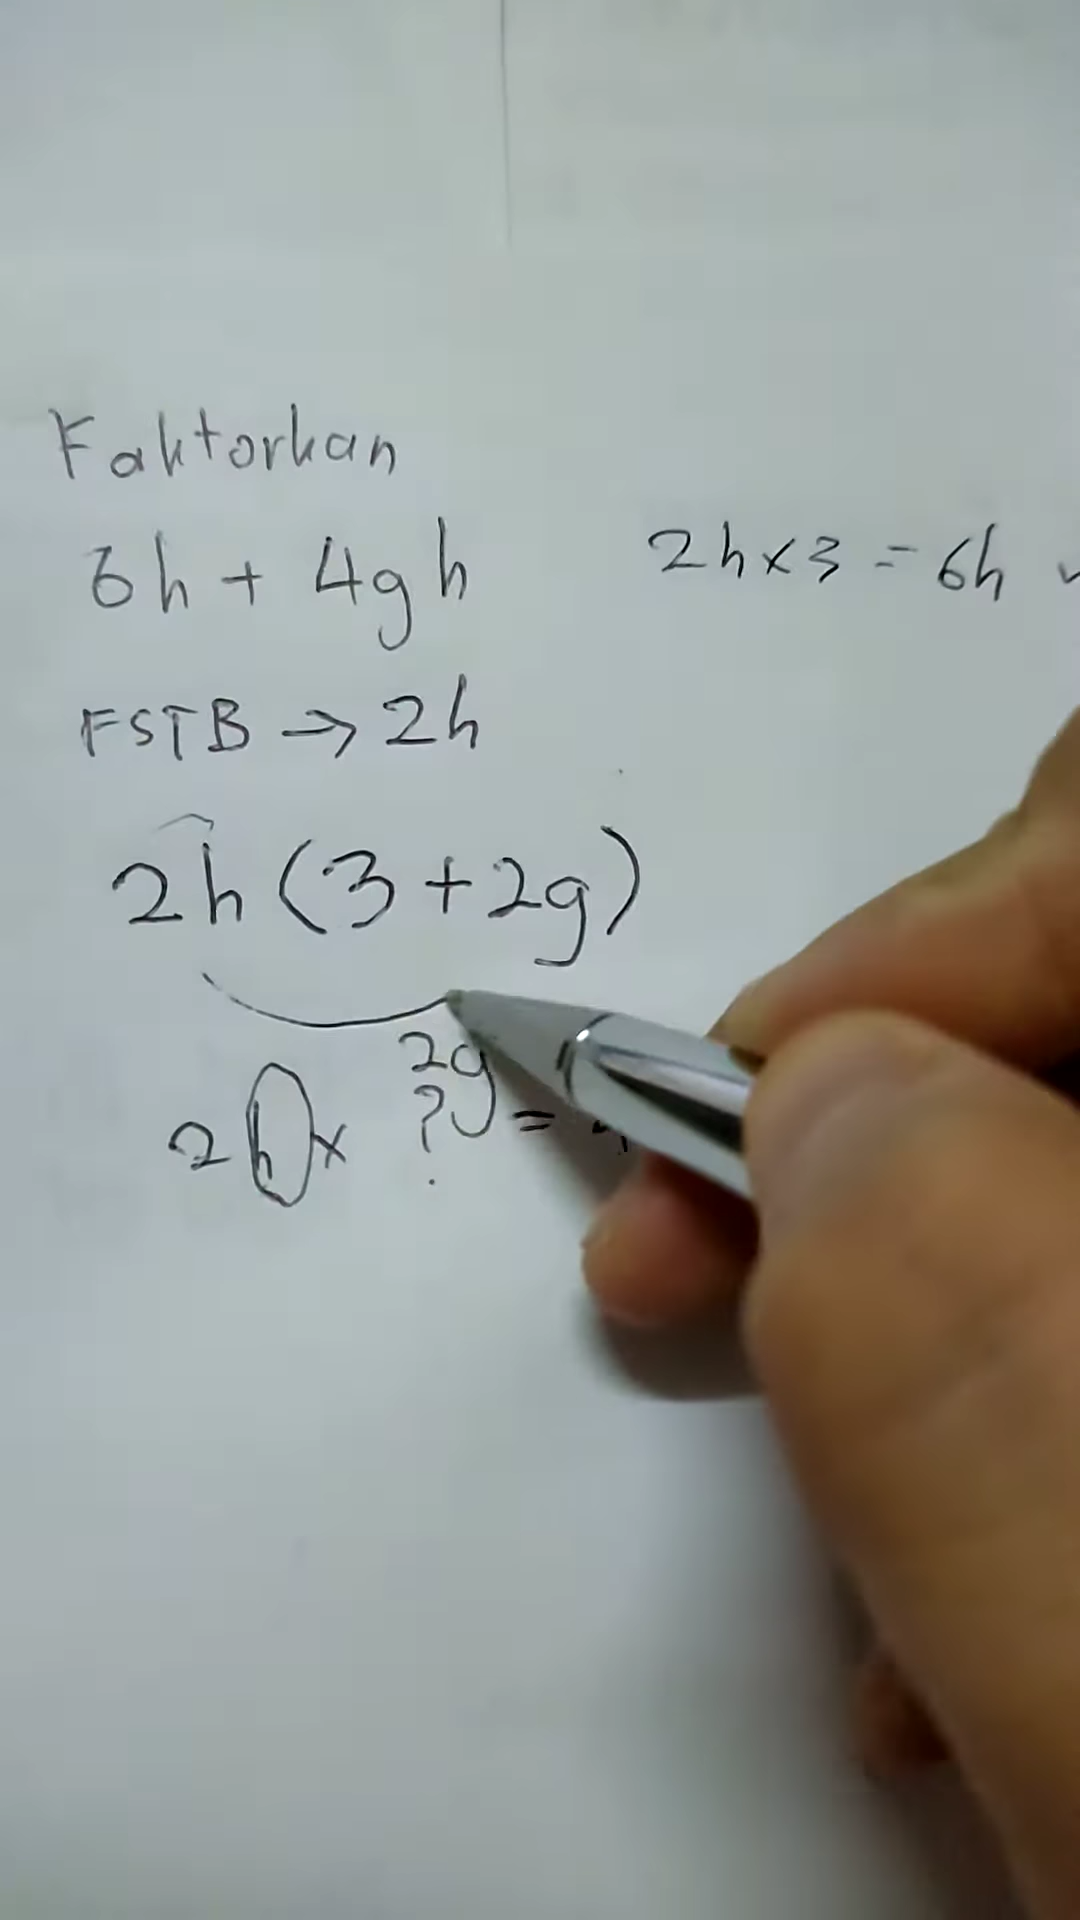 Faktorkan
6h + 4gh
2h x 3 = 6h
FSTB → 2h
2h (3 + 2g)
2g
2h x ? =